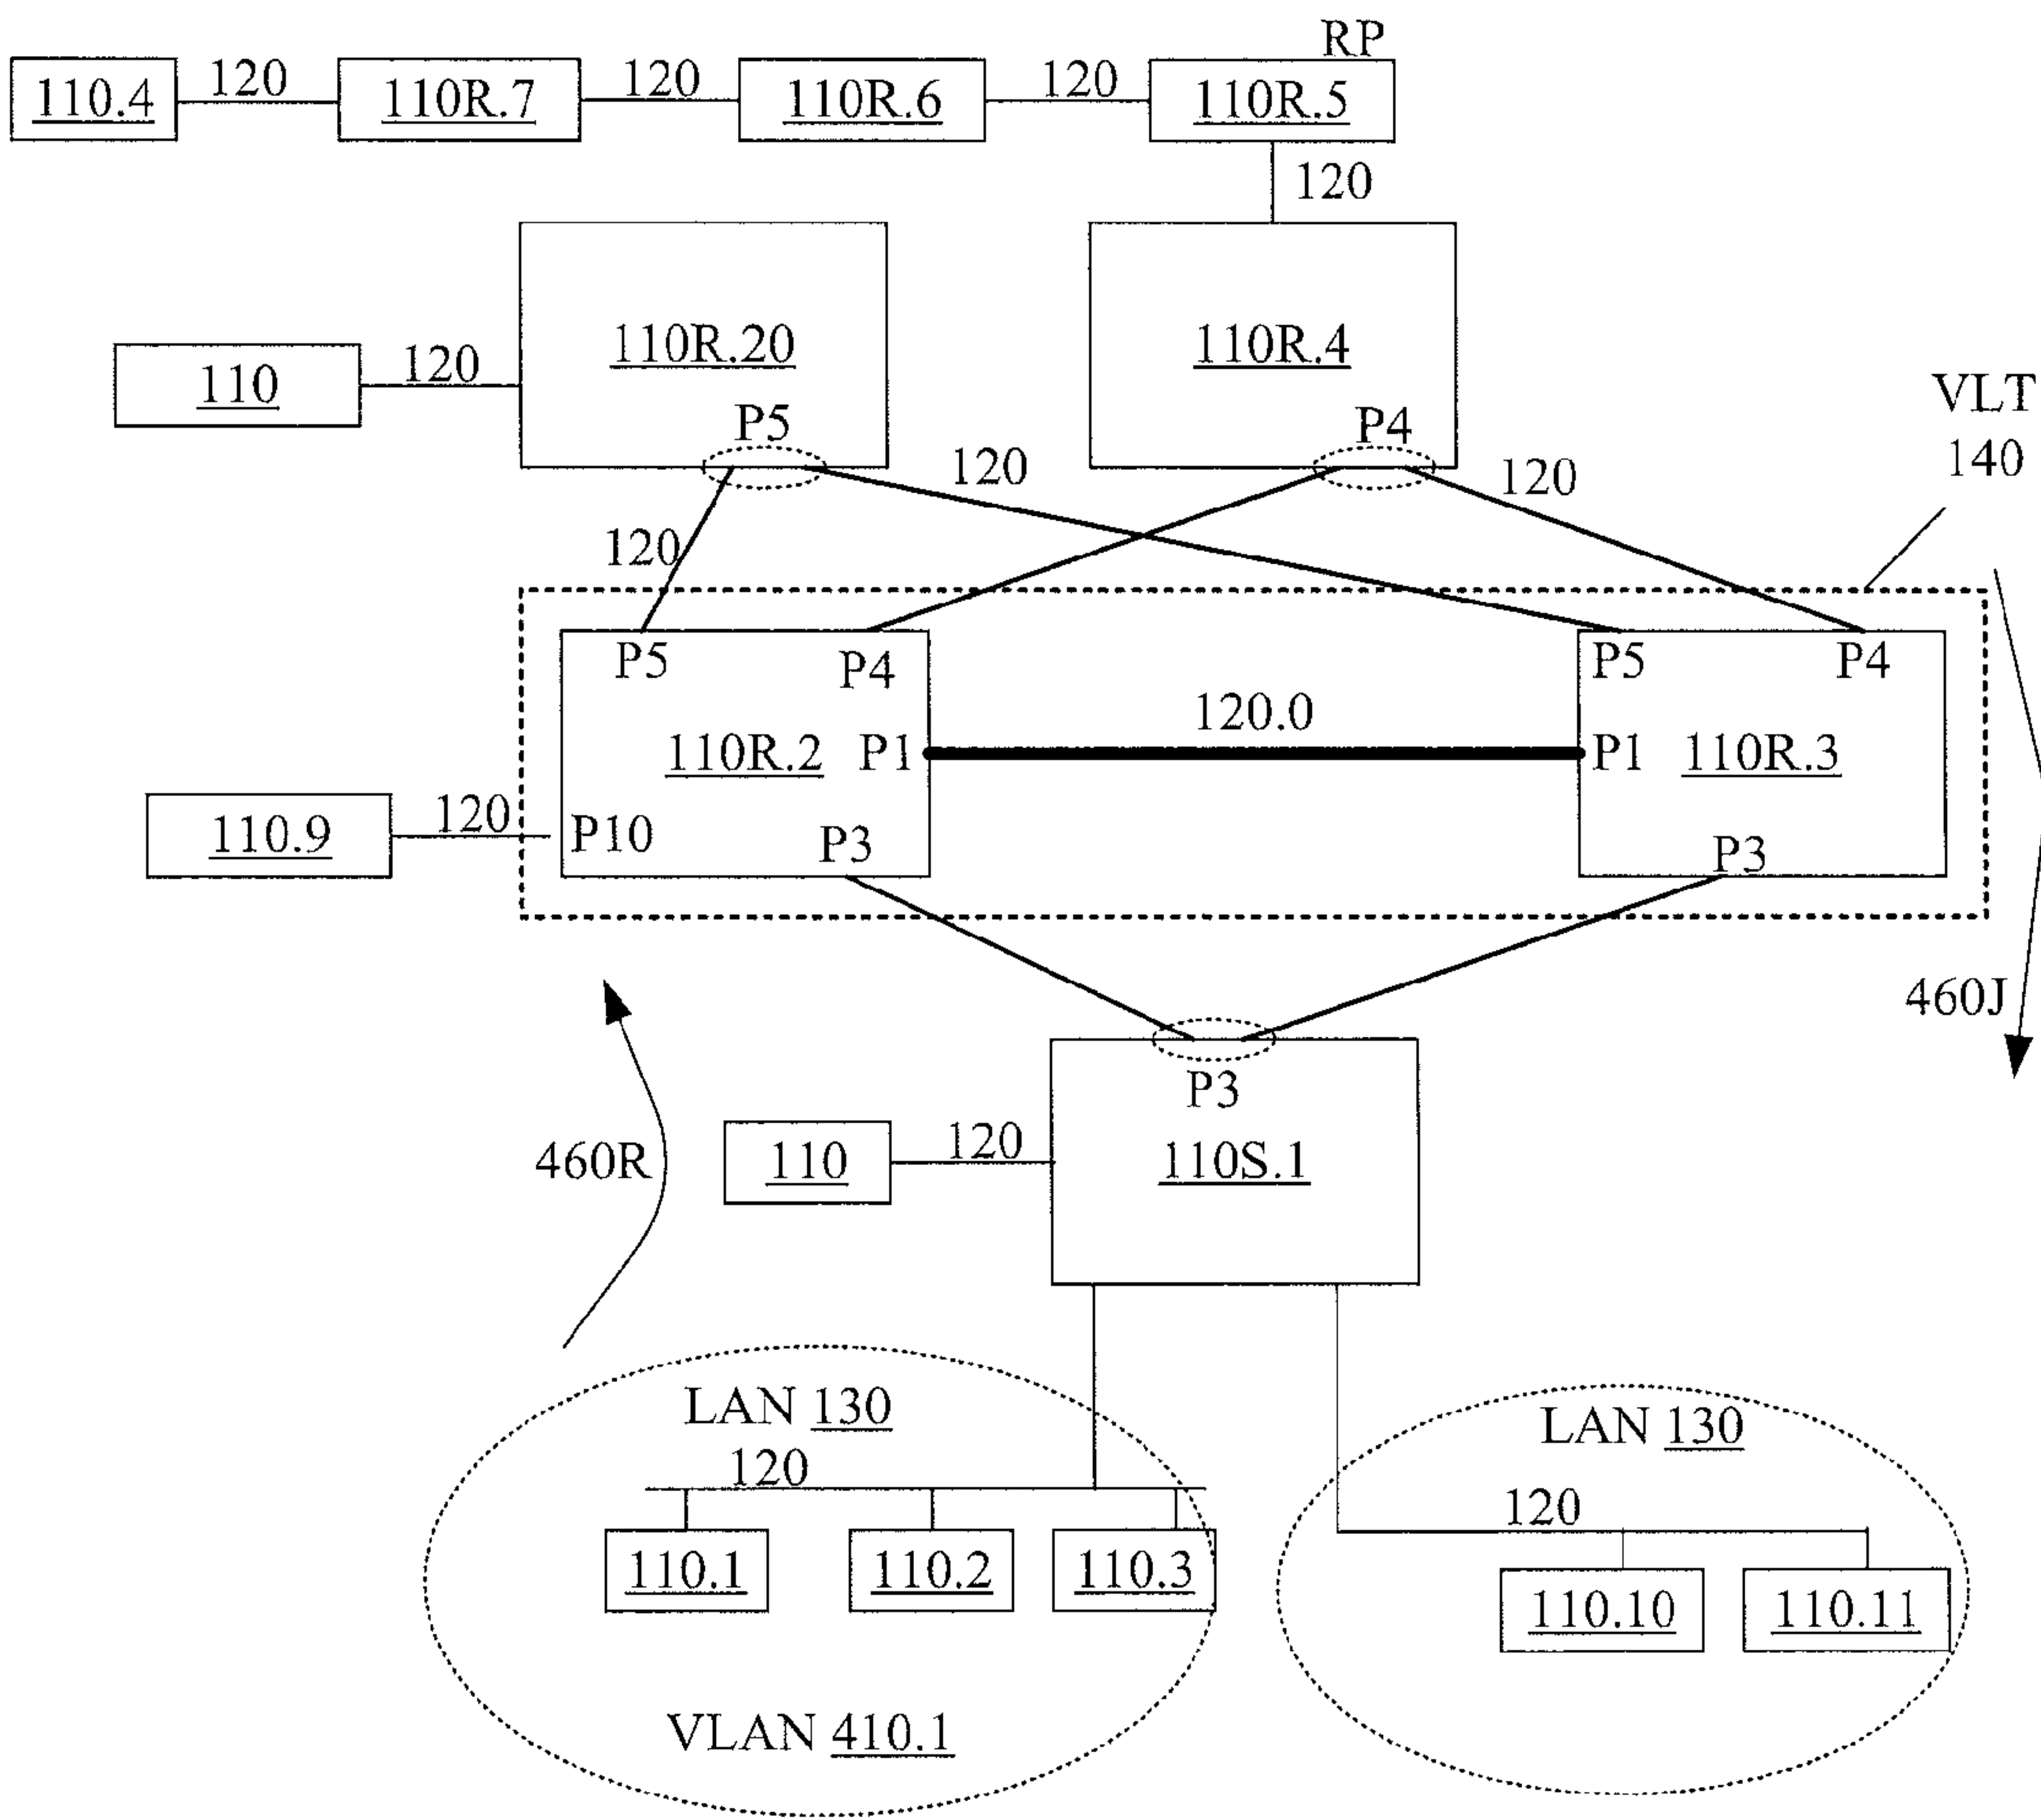 RP
110.4 120 110R.7 120 110R.6 120 110R.5
120
110R.20 110R.4
110 120
VLT
140
P5 P4
120 120
120
P5 P4 P5 P4
120.0
110R.2 P1 P1 110R.3
110.9 120 P10 P3 P3
460J
P3
460R 110 120 110S.1
LAN 130 LAN 130
120 120
110.1 110.2 110.3 110.10 110.11
VLAN 410.1